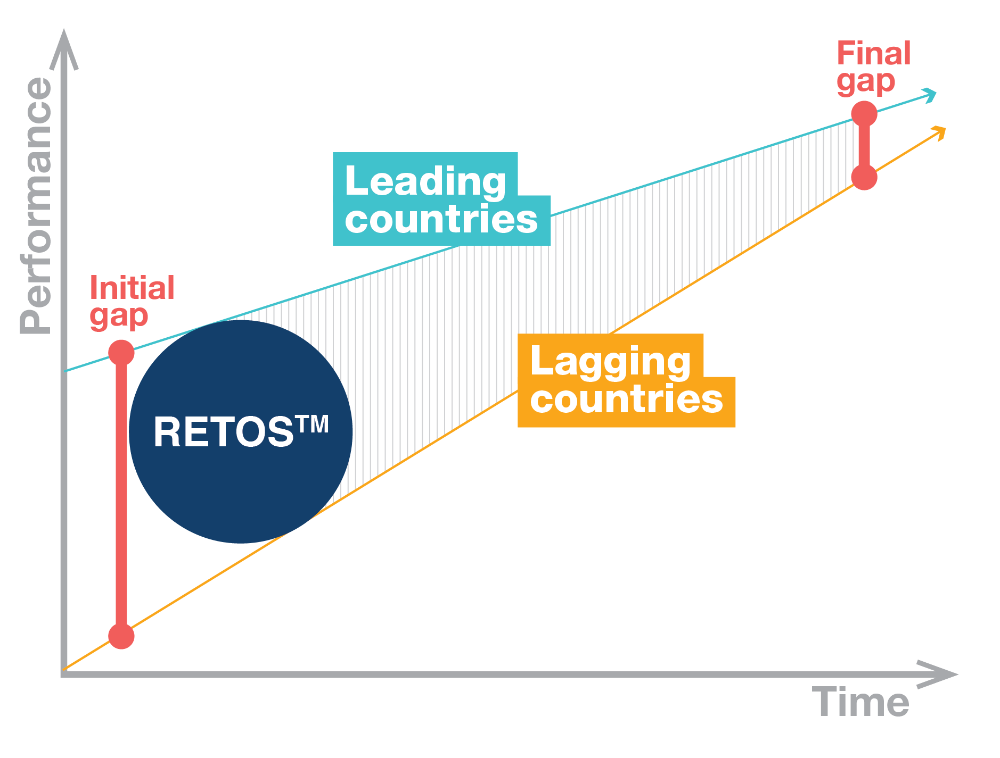 Performance
Final
gap
Leading
countries
Initial
gap
Lagging
countries
RETOS™
Time